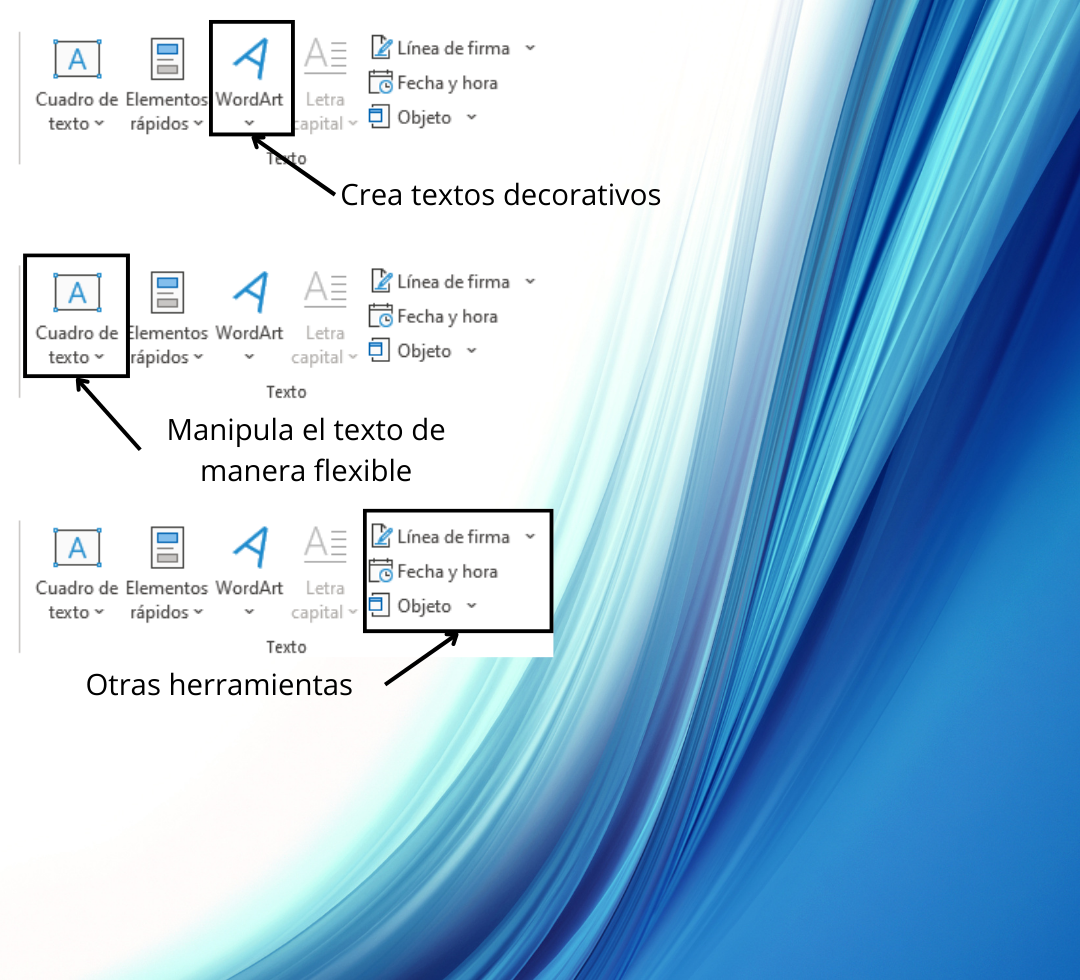 A
Cuadro de texto
Elementos rápidos
A
WordArt
A
Letra capital
Línea de firma
Fecha y hora
Objeto
Texto
Crea textos decorativos
A
Cuadro de texto
Elementos rápidos
A
WordArt
A
Letra capital
Línea de firma
Fecha y hora
Objeto
Texto
Manipula el texto de
manera flexible
A
Cuadro de texto
Elementos rápidos
A
WordArt
A
Letra capital
Línea de firma
Fecha y hora
Objeto
Texto
Otras herramientas